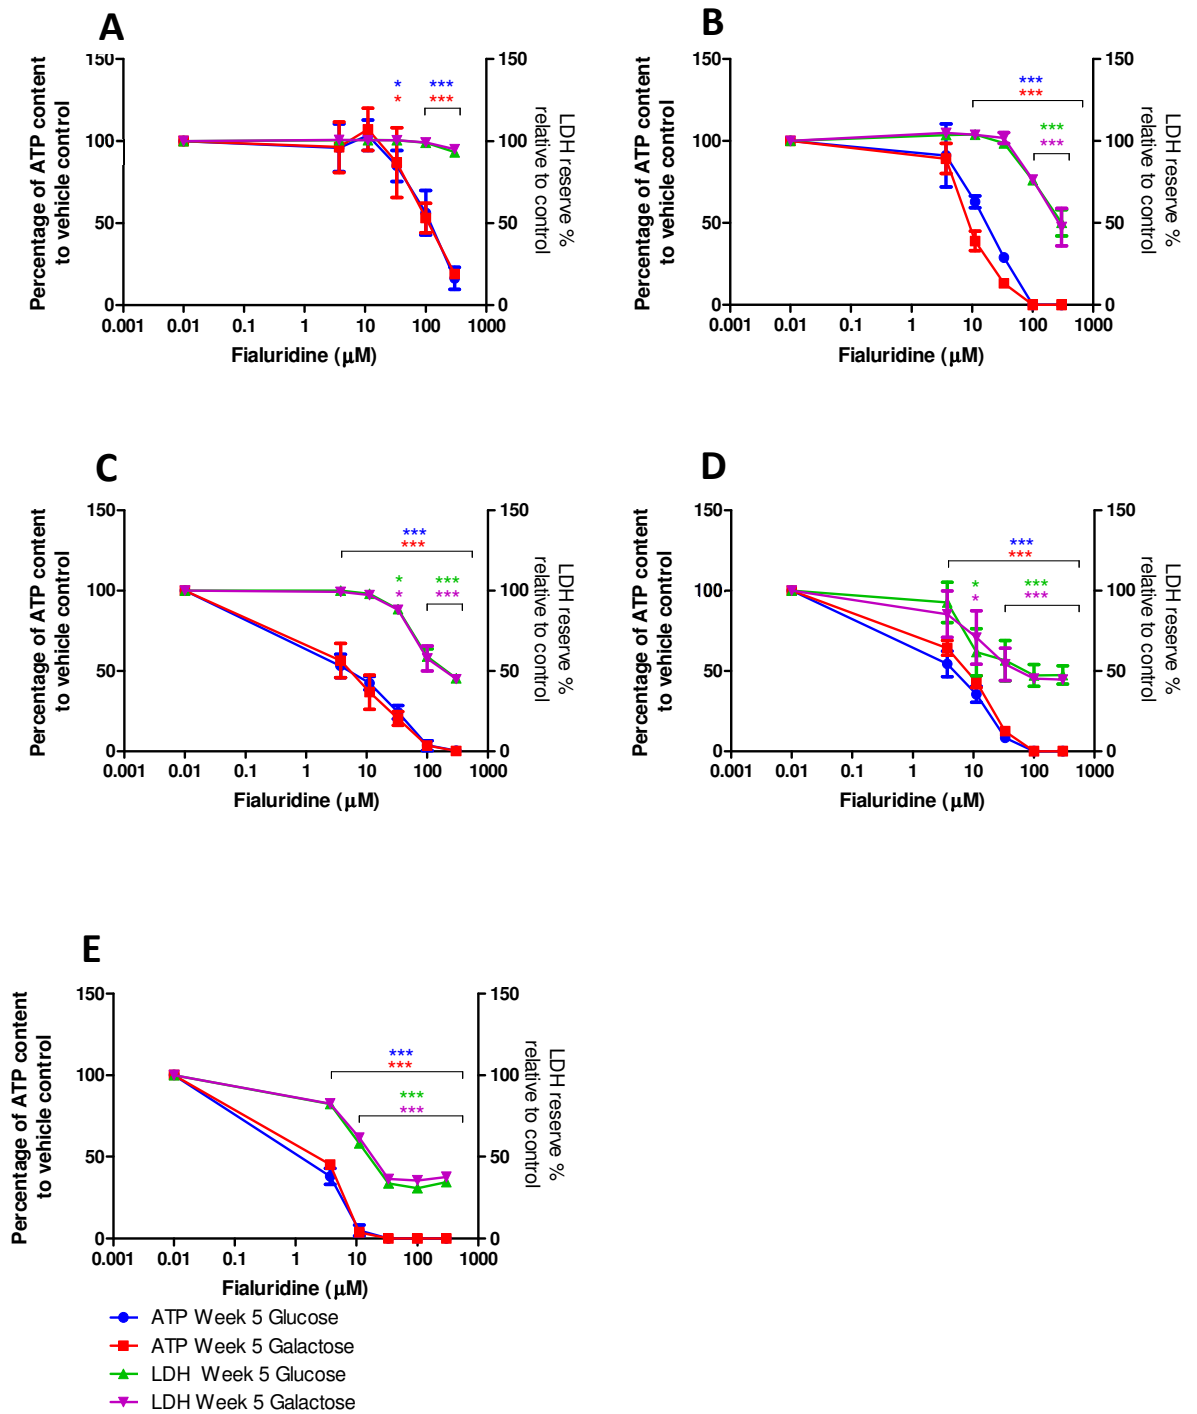 A
150
100
50
0
0.001 0.01 0.1 1 10 100 1000
150
100
50
0
* ***
* ***
Percentage of ATP content
to vehicle control
LDH reserve %
relative to control
Fialuridine (μM)
B
150
100
50
0
0.001 0.01 0.1 1 10 100 1000
150
100
50
0
***
***
***
***
Percentage of ATP content
to vehicle control
LDH reserve %
relative to control
Fialuridine (μM)
C
150
100
50
0
0.001 0.01 0.1 1 10 100 1000
150
100
50
0
***
***
* ***
* ***
Percentage of ATP content
to vehicle control
LDH reserve %
relative to control
Fialuridine (μM)
D
150
100
50
0
0.001 0.01 0.1 1 10 100 1000
150
100
50
0
***
***
* ***
* ***
Percentage of ATP content
to vehicle control
LDH reserve %
relative to control
Fialuridine (μM)
E
150
100
50
0
0.001 0.01 0.1 1 10 100 1000
150
100
50
0
***
***
***
***
Percentage of ATP content
to vehicle control
LDH reserve %
relative to control
Fialuridine (μM)
ATP Week 5 Glucose
ATP Week 5 Galactose
LDH Week 5 Glucose
LDH Week 5 Galactose